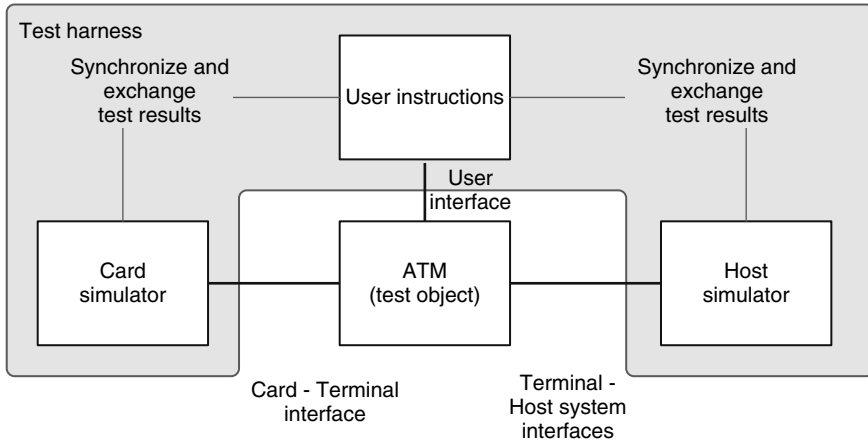 Test harness
Synchronize and
exchange
test results
User instructions
Synchronize and
exchange
test results
User
interface
Card
simulator
ATM
(test object)
Host
simulator
Card - Terminal
interface
Terminal -
Host system
interfaces